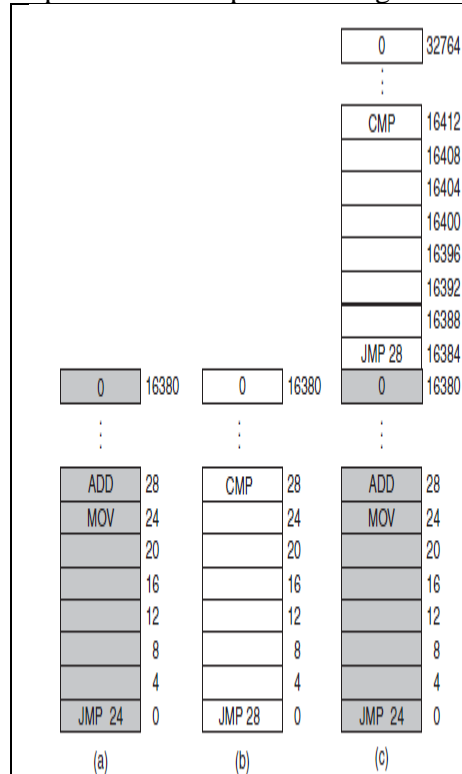 0 32764
⋮
CMP 16412
16408
16404
16400
16396
16392
16388
JMP 28 16384
0 16380 0 16380 0 16380
⋮ ⋮ ⋮
ADD 28 CMP 28 ADD 28
MOV 24 24 MOV 24
20 20 20
16 16 16
12 12 12
8 8 8
4 4 4
JMP 24 0 JMP 28 0 JMP 24 0
(a) (b) (c)